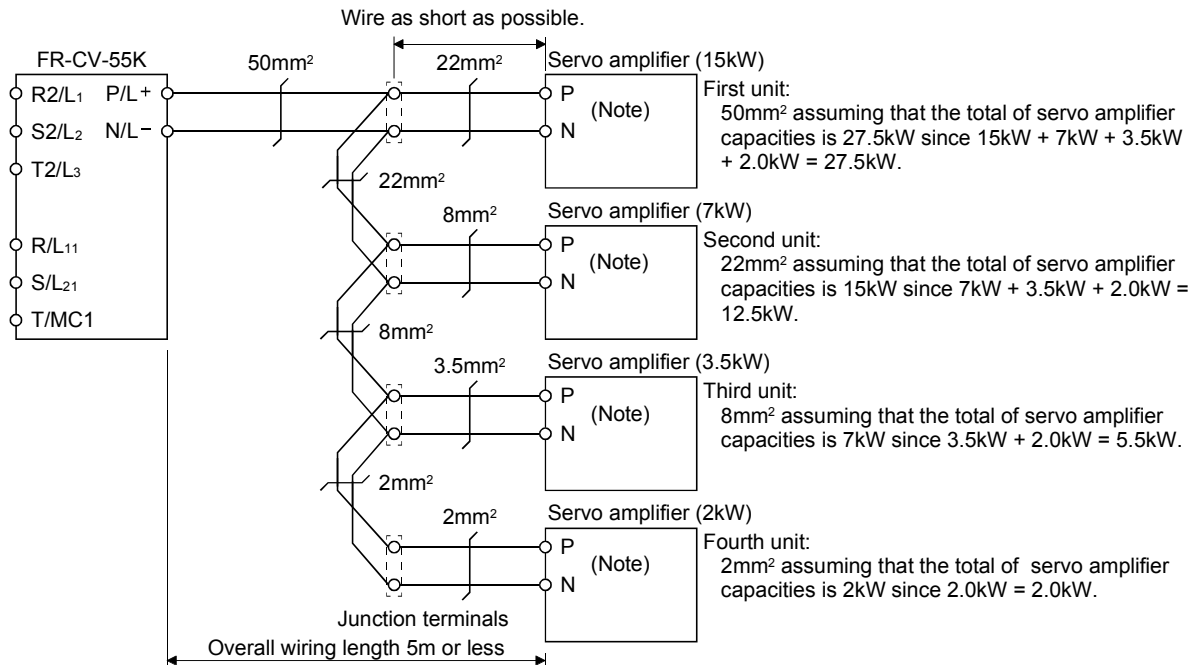 Wire as short as possible.
FR-CV-55K
50mm²
22mm²
Servo amplifier (15kW)
R2/L1 P/L+
S2/L2 N/L−
T2/L3
R/L11
S/L21
T/MC1
P
(Note)
N
First unit:
50mm² assuming that the total of servo amplifier
capacities is 27.5kW since 15kW + 7kW + 3.5kW
+ 2.0kW = 27.5kW.
22mm²
8mm²
Servo amplifier (7kW)
P
(Note)
N
Second unit:
22mm² assuming that the total of servo amplifier
capacities is 15kW since 7kW + 3.5kW + 2.0kW =
12.5kW.
8mm²
3.5mm²
Servo amplifier (3.5kW)
P
(Note)
N
Third unit:
8mm² assuming that the total of servo amplifier
capacities is 7kW since 3.5kW + 2.0kW = 5.5kW.
2mm²
2mm²
Servo amplifier (2kW)
P
(Note)
N
Fourth unit:
2mm² assuming that the total of servo amplifier
capacities is 2kW since 2.0kW = 2.0kW.
Junction terminals
Overall wiring length 5m or less